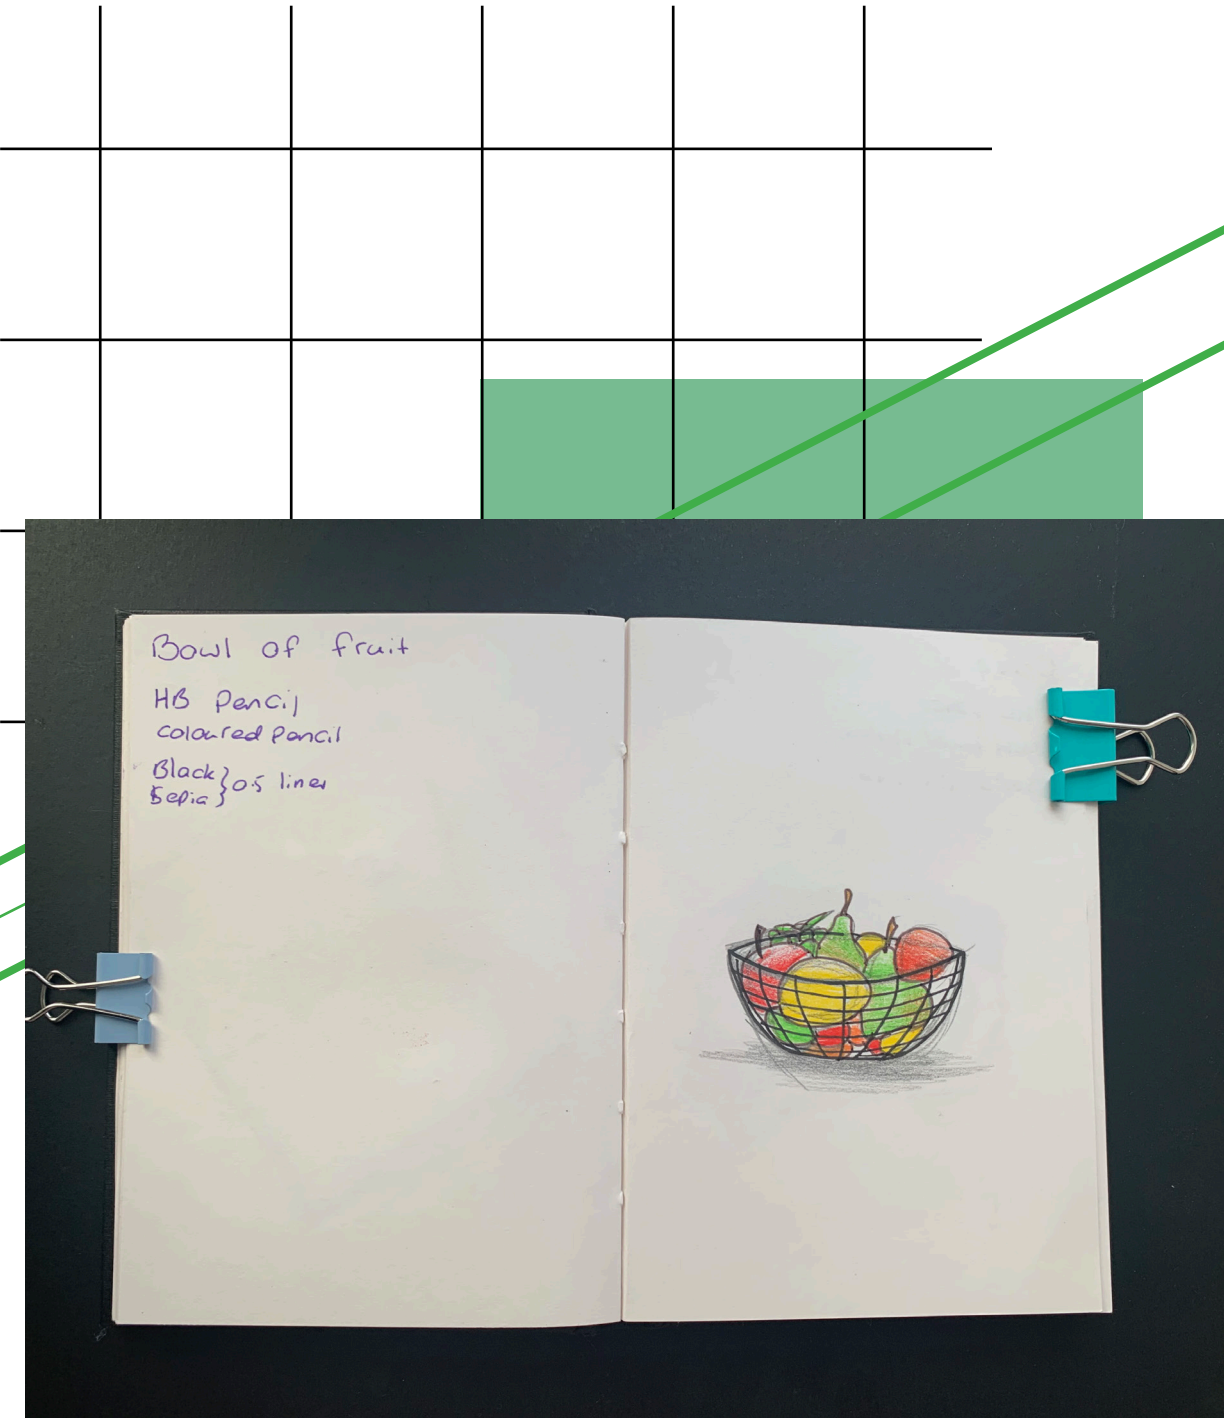 Bowl of fruit
HB Pencil
coloured pencil
Black
Sepia } 0.5 liner